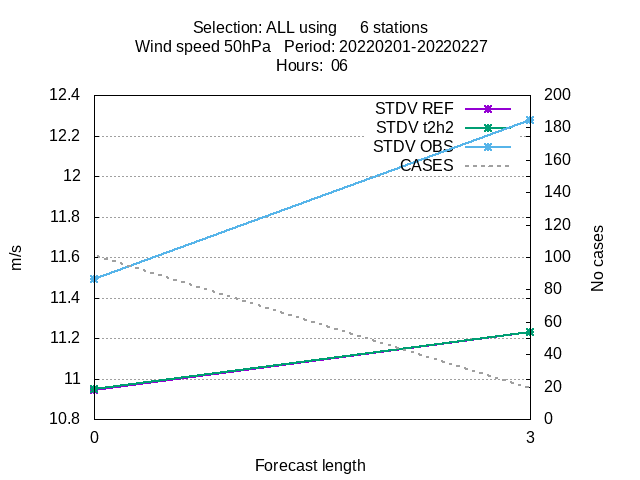 Selection: ALL using      6 stations
Wind speed 50hPa   Period: 20220201-20220227
Hours:  06
12.4
12.2
12
11.8
11.6
11.4
11.2
11
10.8
200
180
160
140
120
100
80
60
40
20
0
STDV REF
STDV t2h2
STDV OBS
CASES
m/s
No cases
0
3
Forecast length